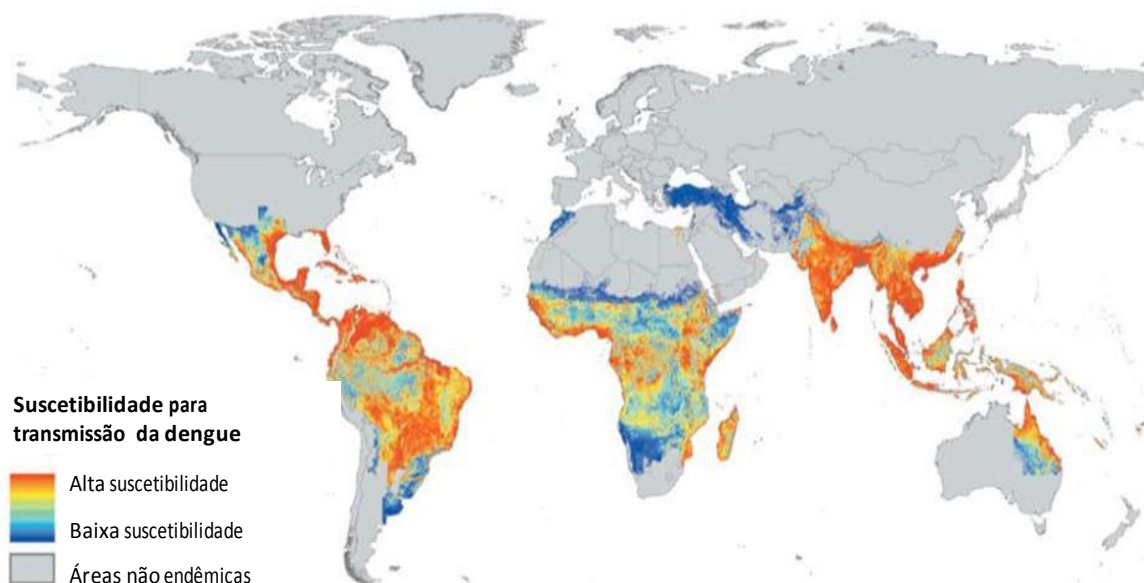 Suscetibilidade para
transmissão da dengue
Alta suscetibilidade
Baixa suscetibilidade
Áreas não endêmicas